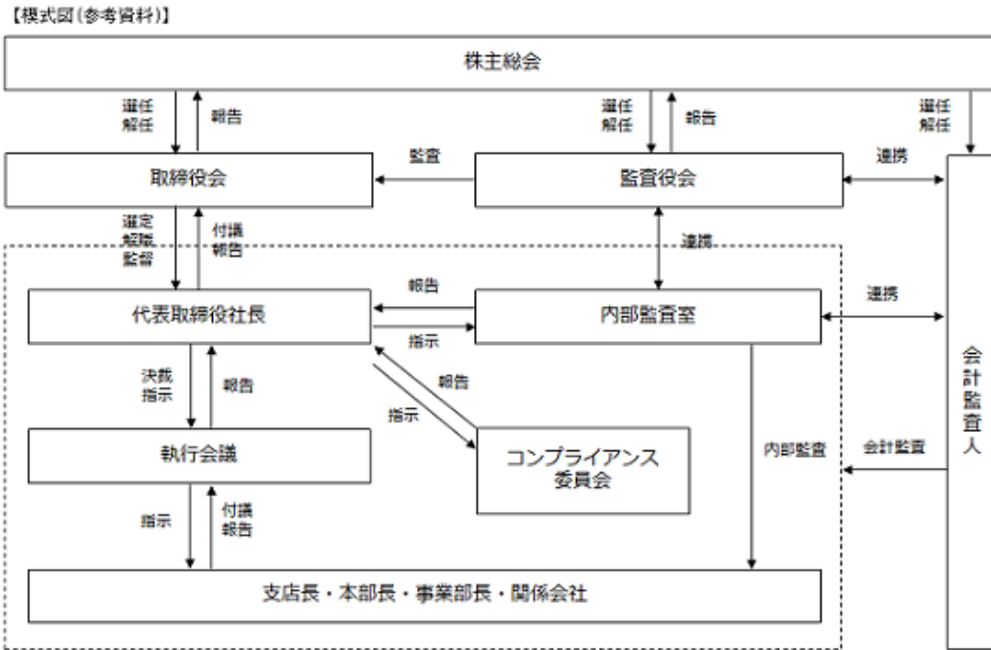 【模式図(参考資料)】
株主総会
選任
解任
報告
選任
解任
報告
選任
解任
取締役会
監査
監査役会
連携
選定
解職
監督
付議
報告
連携
代表取締役社長
報告
指示
内部監査室
連携
会計監査人
決裁
指示
報告
報告
指示
執行会議
コンプライアンス
委員会
内部監査
会計監査
指示
付議
報告
支店長・本部長・事業部長・関係会社